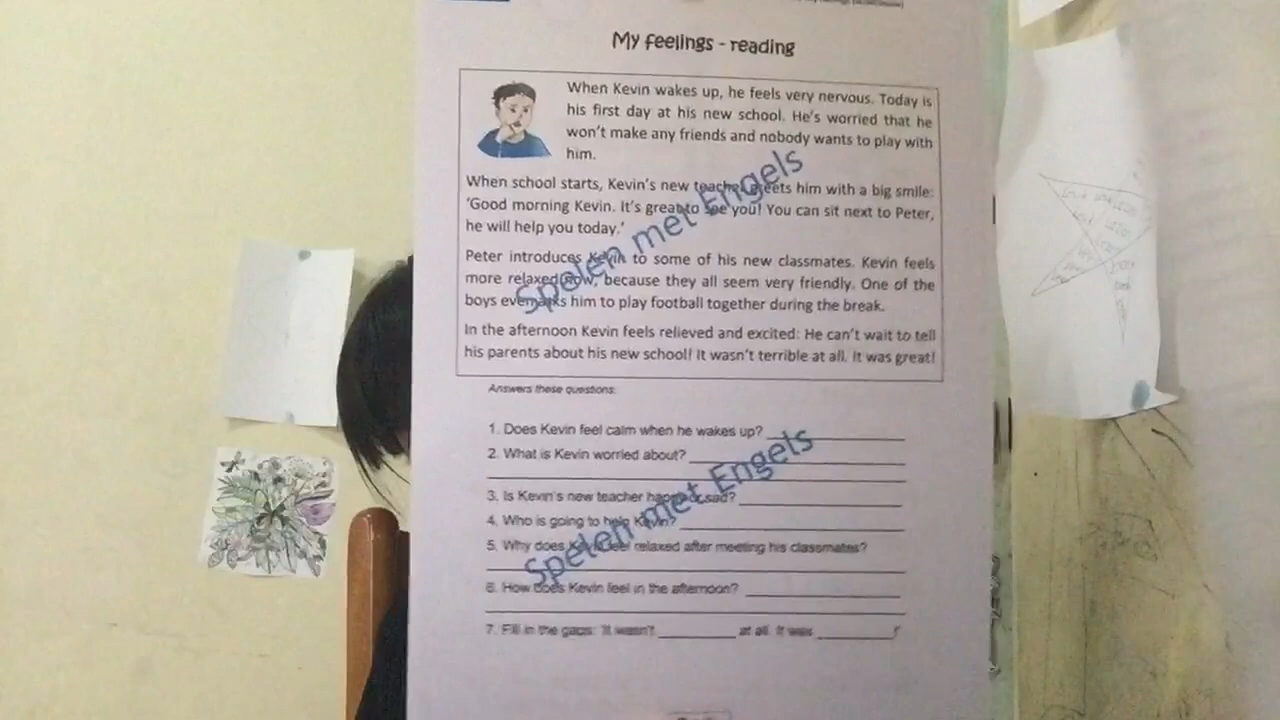 My feelings - reading
When Kevin wakes up, he feels very nervous. Today is
his first day at his new school. He's worried that he
won't make any friends and nobody wants to play with
him.
When school starts, Kevin's new teacher greets him with a big smile:
'Good morning Kevin. It's great to see you! You can sit next to Peter,
he will help you today.'
Peter introduces Kevin to some of his new classmates. Kevin feels
more relaxed now, because they all seem very friendly. One of the
boys even asks him to play football together during the break.
In the afternoon Kevin feels relieved and excited: He can't wait to tell
his parents about his new school! It wasn't terrible at all. It was great!
Spelen met Engels
Answers these questions:
1. Does Kevin feel calm when he wakes up?
2. What is Kevin worried about?
3. Is Kevin's new teacher happy or sad?
4. Who is going to help Kevin?
5. Why does Kevin feel relaxed after meeting his classmates?
6. How does Kevin feel in the afternoon?
7. Fill in the gaps: 'It wasn't __________ at all. It was __________!'
Spelen met Engels